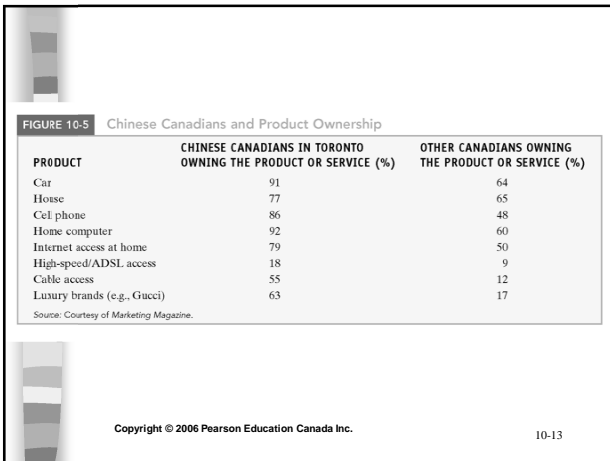 FIGURE 10-5 Chinese Canadians and Product Ownership
CHINESE CANADIANS IN TORONTO OTHER CANADIANS OWNING
PRODUCT OWNING THE PRODUCT OR SERVICE (%) THE PRODUCT OR SERVICE (%)
Car 91 64
House 77 65
Cell phone 86 48
Home computer 92 60
Internet access at home 79 50
High-speed/ADSL access 18 9
Cable access 55 12
Luxury brands (e.g., Gucci) 63 17
Source: Courtesy of Marketing Magazine.
Copyright © 2006 Pearson Education Canada Inc. 10-13